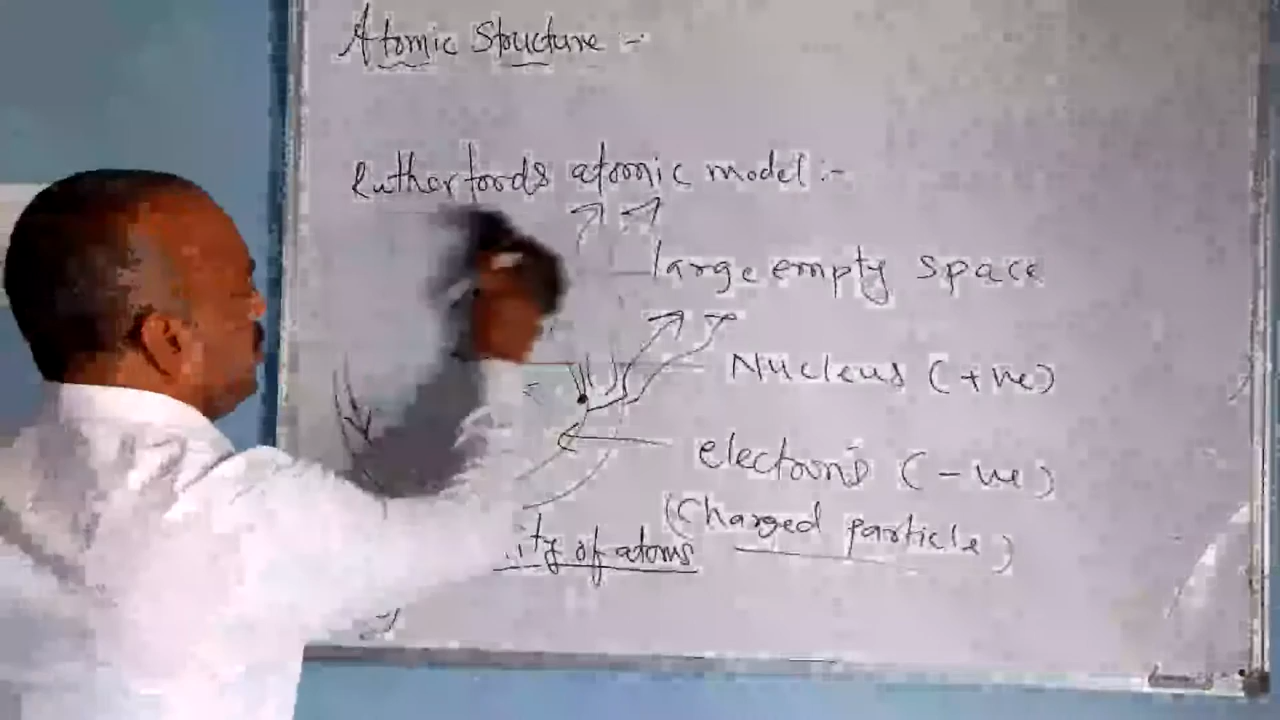 Atomic Structure :-
Rutherfords atomic model :-
large empty space
Nucleus (+ve)
electrons (-ve)
(Charged particle)
of atoms